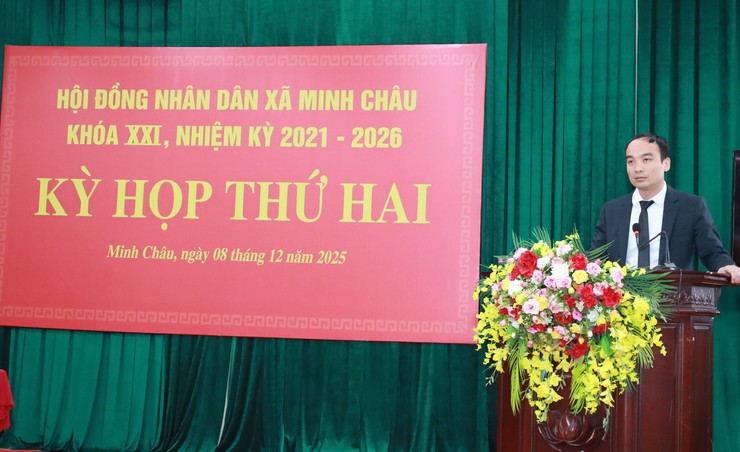 HỘI ĐỒNG NHÂN DÂN XÃ MINH CHÂU
KHÓA XXI, NHIỆM KỲ 2021 - 2026
KỲ HỌP THỨ HAI
Minh Châu, ngày 08 tháng 12 năm 2025